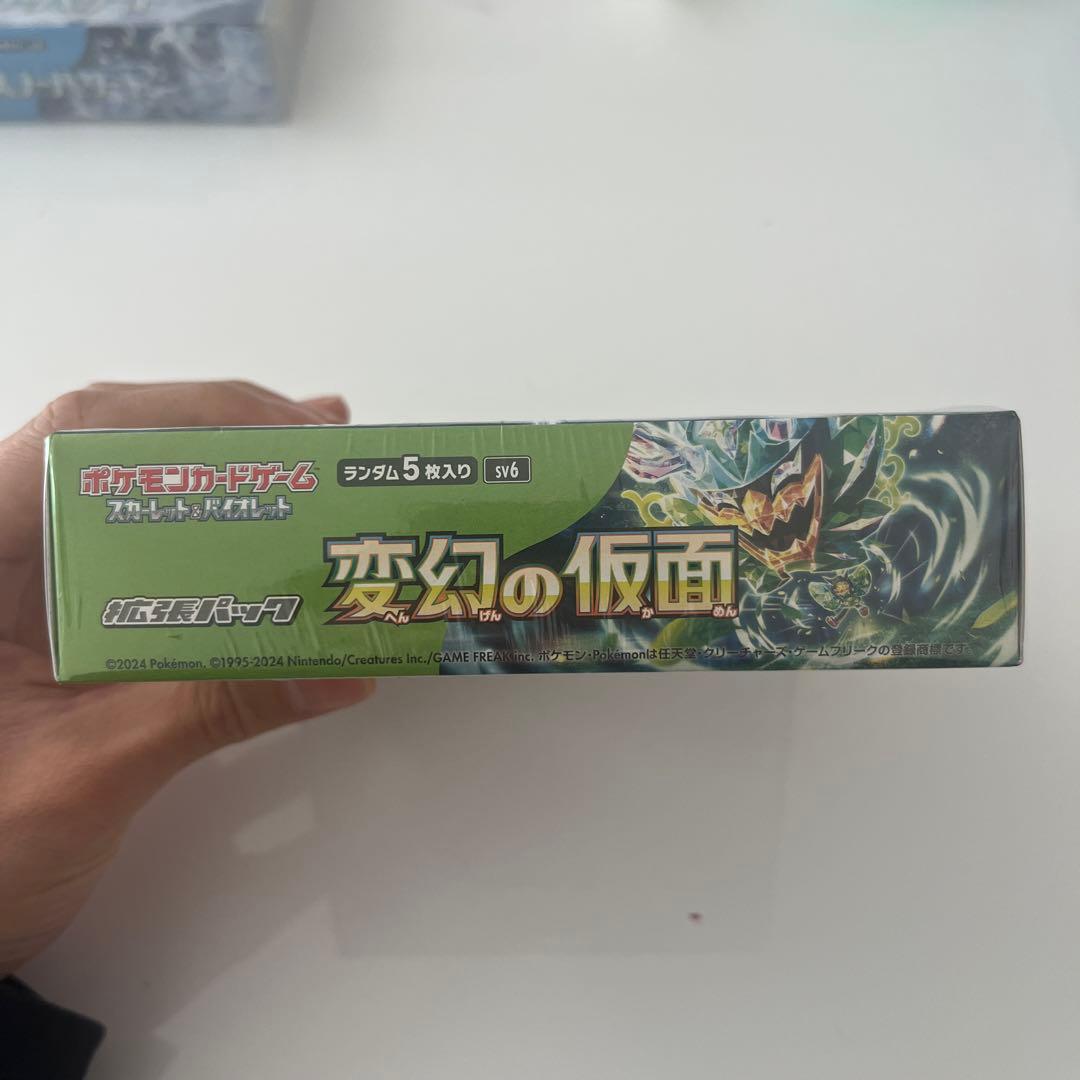 ポケモンカードゲーム
スカーレット&バイオレット
ランダム5枚入り SV6
変幻の仮面
へん げん か めん
拡張パック
©2024 Pokémon. ©1995-2024 Nintendo/Creatures Inc./GAME FREAK inc. ポケモン・Pokémonは任天堂・クリーチャーズ・ゲームフリークの登録商標です。